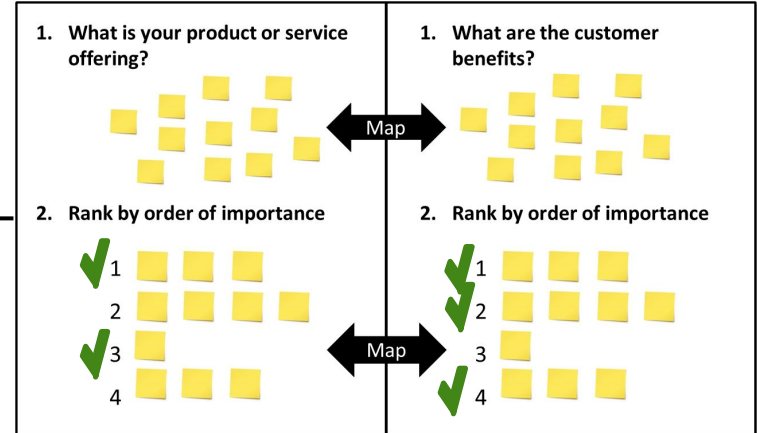 1. What is your product or service
offering?
Map
2. Rank by order of importance
1
2
3
Map
4
1. What are the customer
benefits?
2. Rank by order of importance
1
2
3
4